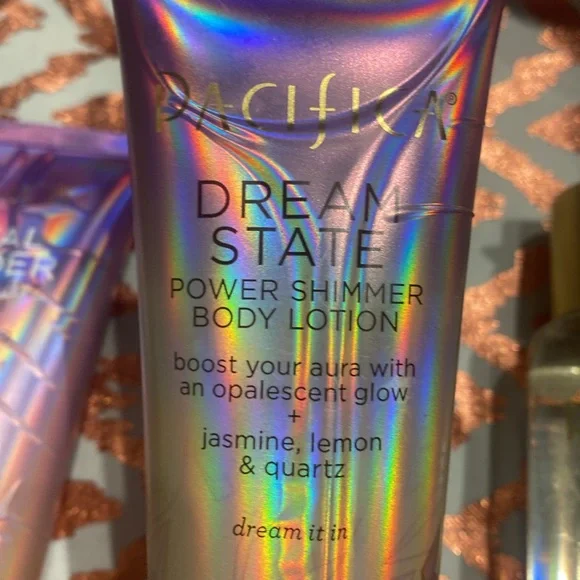 PACIFICA®
DREAM
STATE
POWER SHIMMER
BODY LOTION
boost your aura with
an opalescent glow
+
jasmine, lemon
& quartz
dream it in